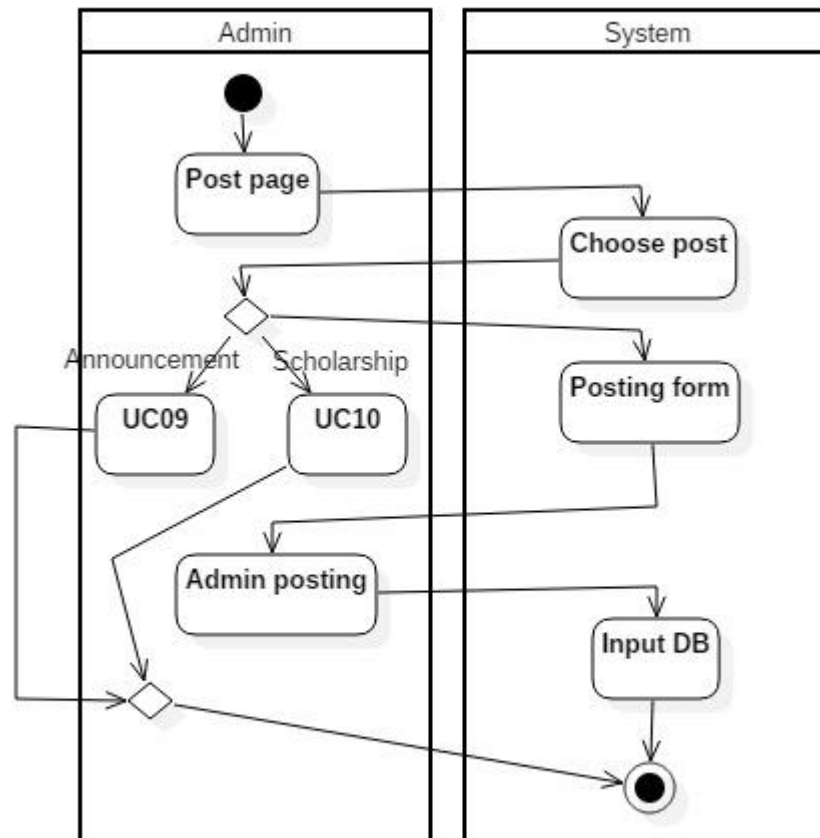 Admin
System
Post page
Choose post
Announcement
Scholarship
Posting form
UC09
UC10
Admin posting
Input DB